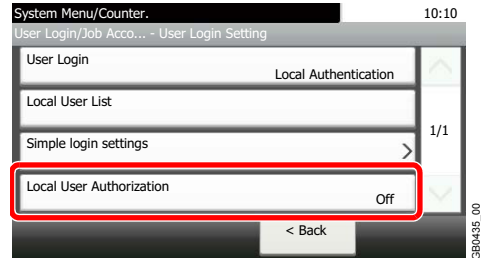 System Menu/Counter.
10:10
User Login/Job Acco... - User Login Setting
User Login
Local Authentication
Local User List
1/1
Simple login settings
>
Local User Authorization
Off
< Back
GB0435_00